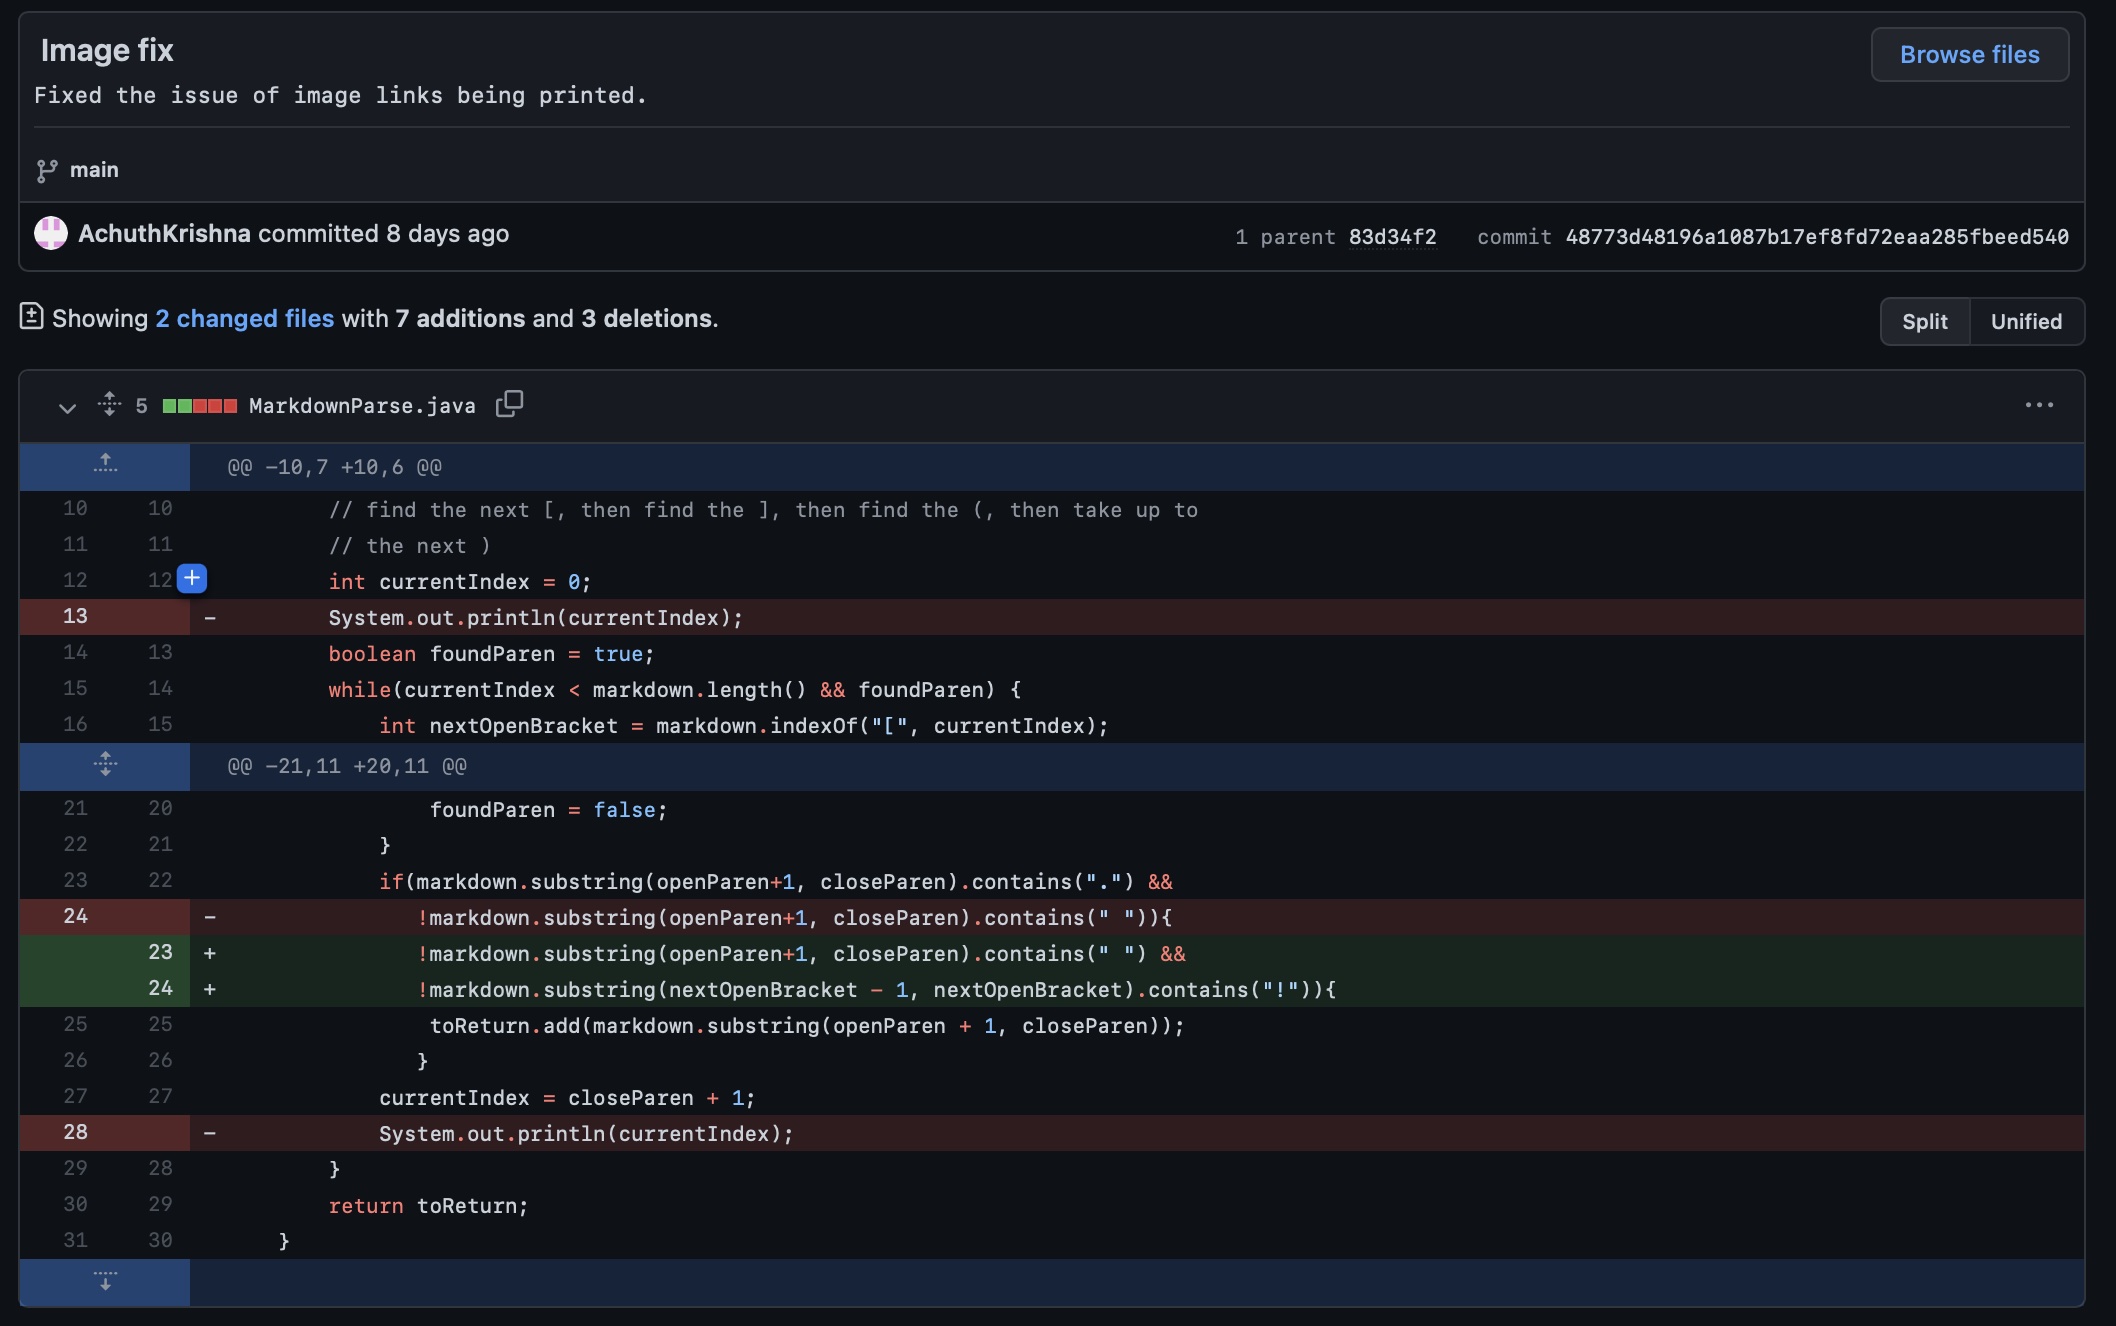 Image fix
Browse files
Fixed the issue of image links being printed.
main
AchuthKrishna committed 8 days ago
1 parent 83d34f2 commit 48773d48196a1087b17ef8fd72eaa285fbeed540
Showing 2 changed files with 7 additions and 3 deletions.
Split Unified
5 MarkdownParse.java
@@ -10,7 +10,6 @@
10 10 // find the next [, then find the ], then find the (, then take up to
11 11 // the next )
12 12 + int currentIndex = 0;
13 - System.out.println(currentIndex);
14 13 boolean foundParen = true;
15 14 while(currentIndex < markdown.length() && foundParen) {
16 15 int nextOpenBracket = markdown.indexOf("[", currentIndex);
@@ -21,11 +20,11 @@
21 20 foundParen = false;
22 21 }
23 22 if(markdown.substring(openParen+1, closeParen).contains(".") &&
24 - !markdown.substring(openParen+1, closeParen).contains(" ")){
23 + !markdown.substring(openParen+1, closeParen).contains(" ") &&
24 + !markdown.substring(nextOpenBracket - 1, nextOpenBracket).contains("!")){
25 25 toReturn.add(markdown.substring(openParen + 1, closeParen));
26 26 }
27 27 currentIndex = closeParen + 1;
28 - System.out.println(currentIndex);
29 28 }
30 29 return toReturn;
31 30 }